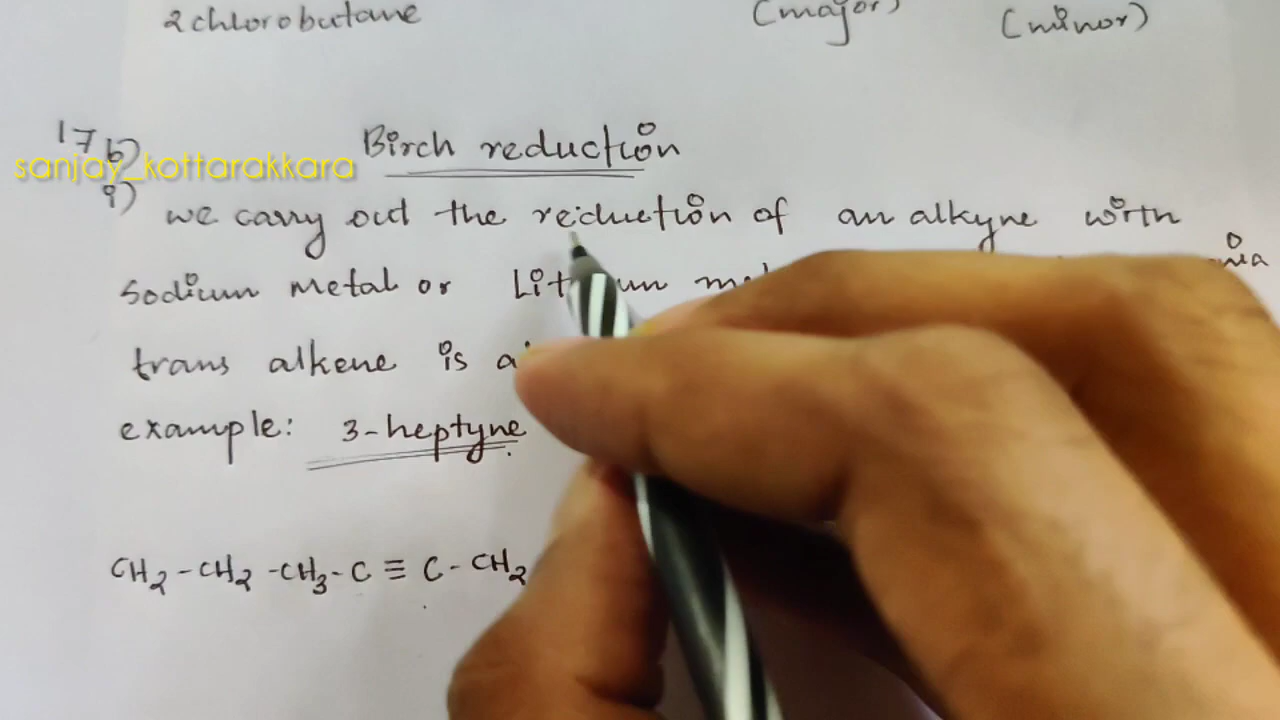 2 chlorobutane (major) (minor)
17 b) Birch reduction
sanjay_kottarakkara
i) we carry out the reduction of an alkyne with
sodium metal or
trans alkene is
example: 3-heptyne
CH2 - CH2 - CH3 - C ≡ C - CH2